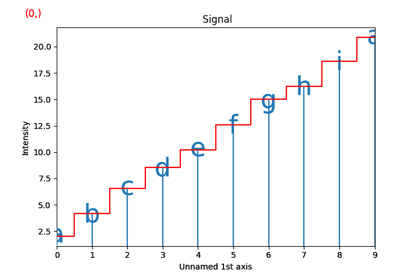 (0,)
Signal
20.0
17.5
15.0
12.5
10.0
7.5
5.0
2.5
Intensity
a
b
c
d
e
f
g
h
i
a
0 1 2 3 4 5 6 7 8 9
Unnamed 1st axis